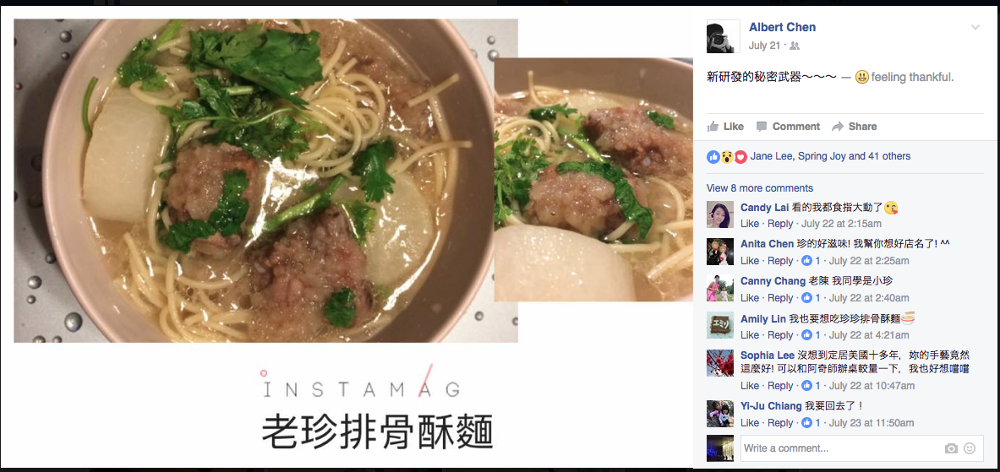 INSTAMAG
老珍排骨酥麵
Albert Chen
July 21 ·
新研發的秘密武器～～～ — feeling thankful.
Like Comment Share
Jane Lee, Spring Joy and 41 others
View 8 more comments
Candy Lai 看的我都食指大動了
Like · Reply · July 22 at 2:15am
Anita Chen 珍的好滋味! 我幫你想好店名了! ^^
Like · Reply · 1 · July 22 at 2:25am
Canny Chang 老陳 我同學是小珍
Like · Reply · 1 · July 22 at 2:40am
Amily Lin 我也要想吃珍珍排骨酥麵
Like · Reply · 1 · July 22 at 4:21am
Sophia Lee 沒想到定居美國十多年，妳的手藝竟然
這麼好! 可以和阿奇師辦桌較量一下，我也好想嚐嚐
Like · Reply · 1 · July 22 at 10:47am
Yi-Ju Chiang 我要回去了！
Like · Reply · 1 · July 23 at 11:50am
Write a comment...